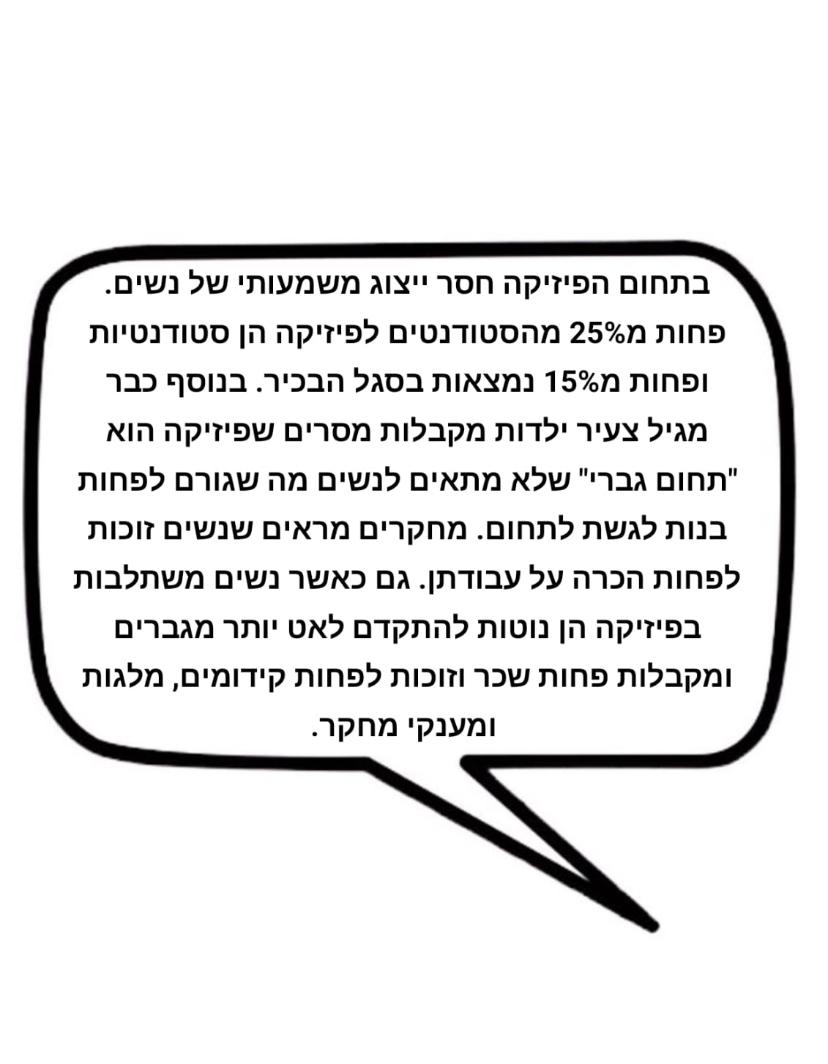 בתחום הפיזיקה חסר ייצוג משמעותי של נשים.
פחות מ25% מהסטודנטים לפיזיקה הן סטודנטיות
ופחות מ15% נמצאות בסגל הבכיר. בנוסף כבר
מגיל צעיר ילדות מקבלות מסרים שפיזיקה הוא
"תחום גברי" שלא מתאים לנשים מה שגורם לפחות
בנות לגשת לתחום. מחקרים מראים שנשים זוכות
לפחות הכרה על עבודתן. גם כאשר נשים משתלבות
בפיזיקה הן נוטות להתקדם לאט יותר מגברים
ומקבלות פחות שכר וזוכות לפחות קידומים, מלגות
ומענקי מחקר.